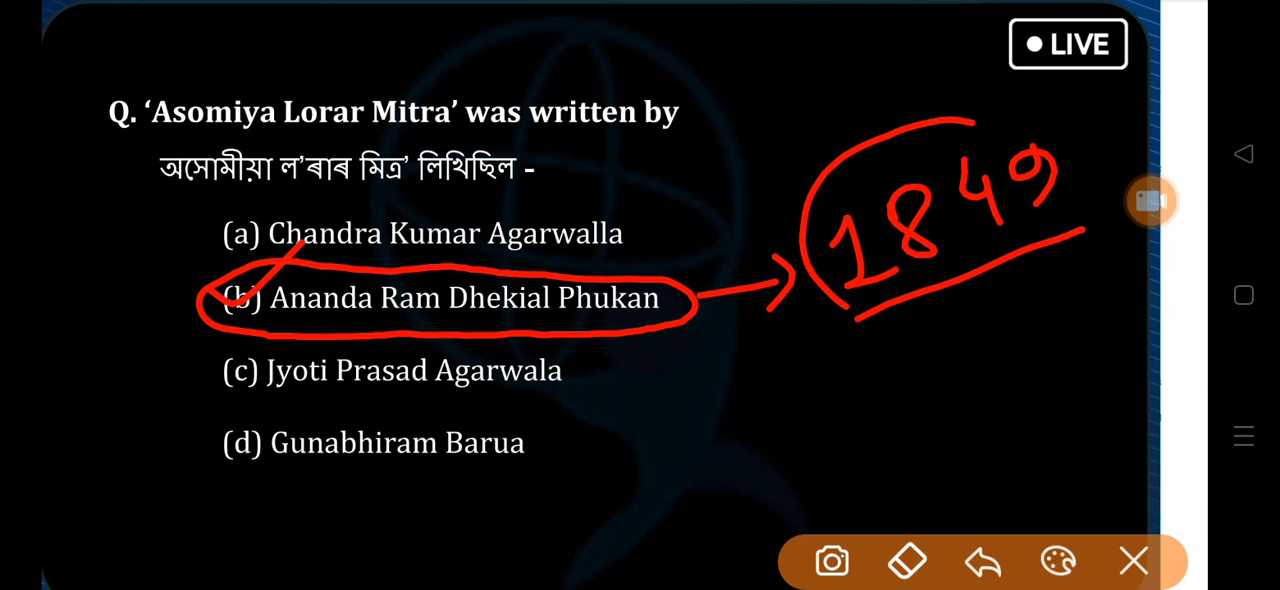 LIVE
Q. ‘Asomiya Lorar Mitra’ was written by
অসোমীয়া ল’ৰাৰ মিত্ৰ’ লিখিছিল -
(a) Chandra Kumar Agarwalla
(b) Ananda Ram Dhekial Phukan
1849
(c) Jyoti Prasad Agarwala
(d) Gunabhiram Barua